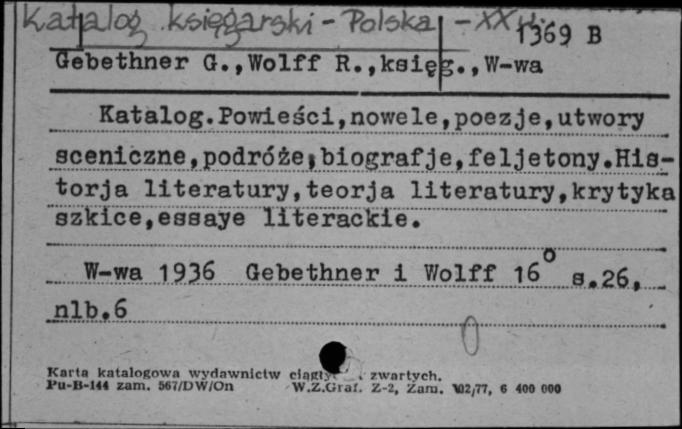 Katalog księgarski - Polska - XX w.
1369 B
Gebethner G.,Wolff R.,księg.,W-wa
Katalog.Powieści,nowele,poezje,utwory
sceniczne,podróże,biografje,feljetony.His-
torja literatury,teorja literatury,krytyka
szkice,essaye literackie.
W-wa 1936 Gebethner i Wolff 16° s.26,
nlb.6
0
Karta katalogowa wydawnictw zwartych.
Pu-B-144 zam. 567/DW/On W.Z.Graf. Z-2, Zam. 102/77, 6 400 000